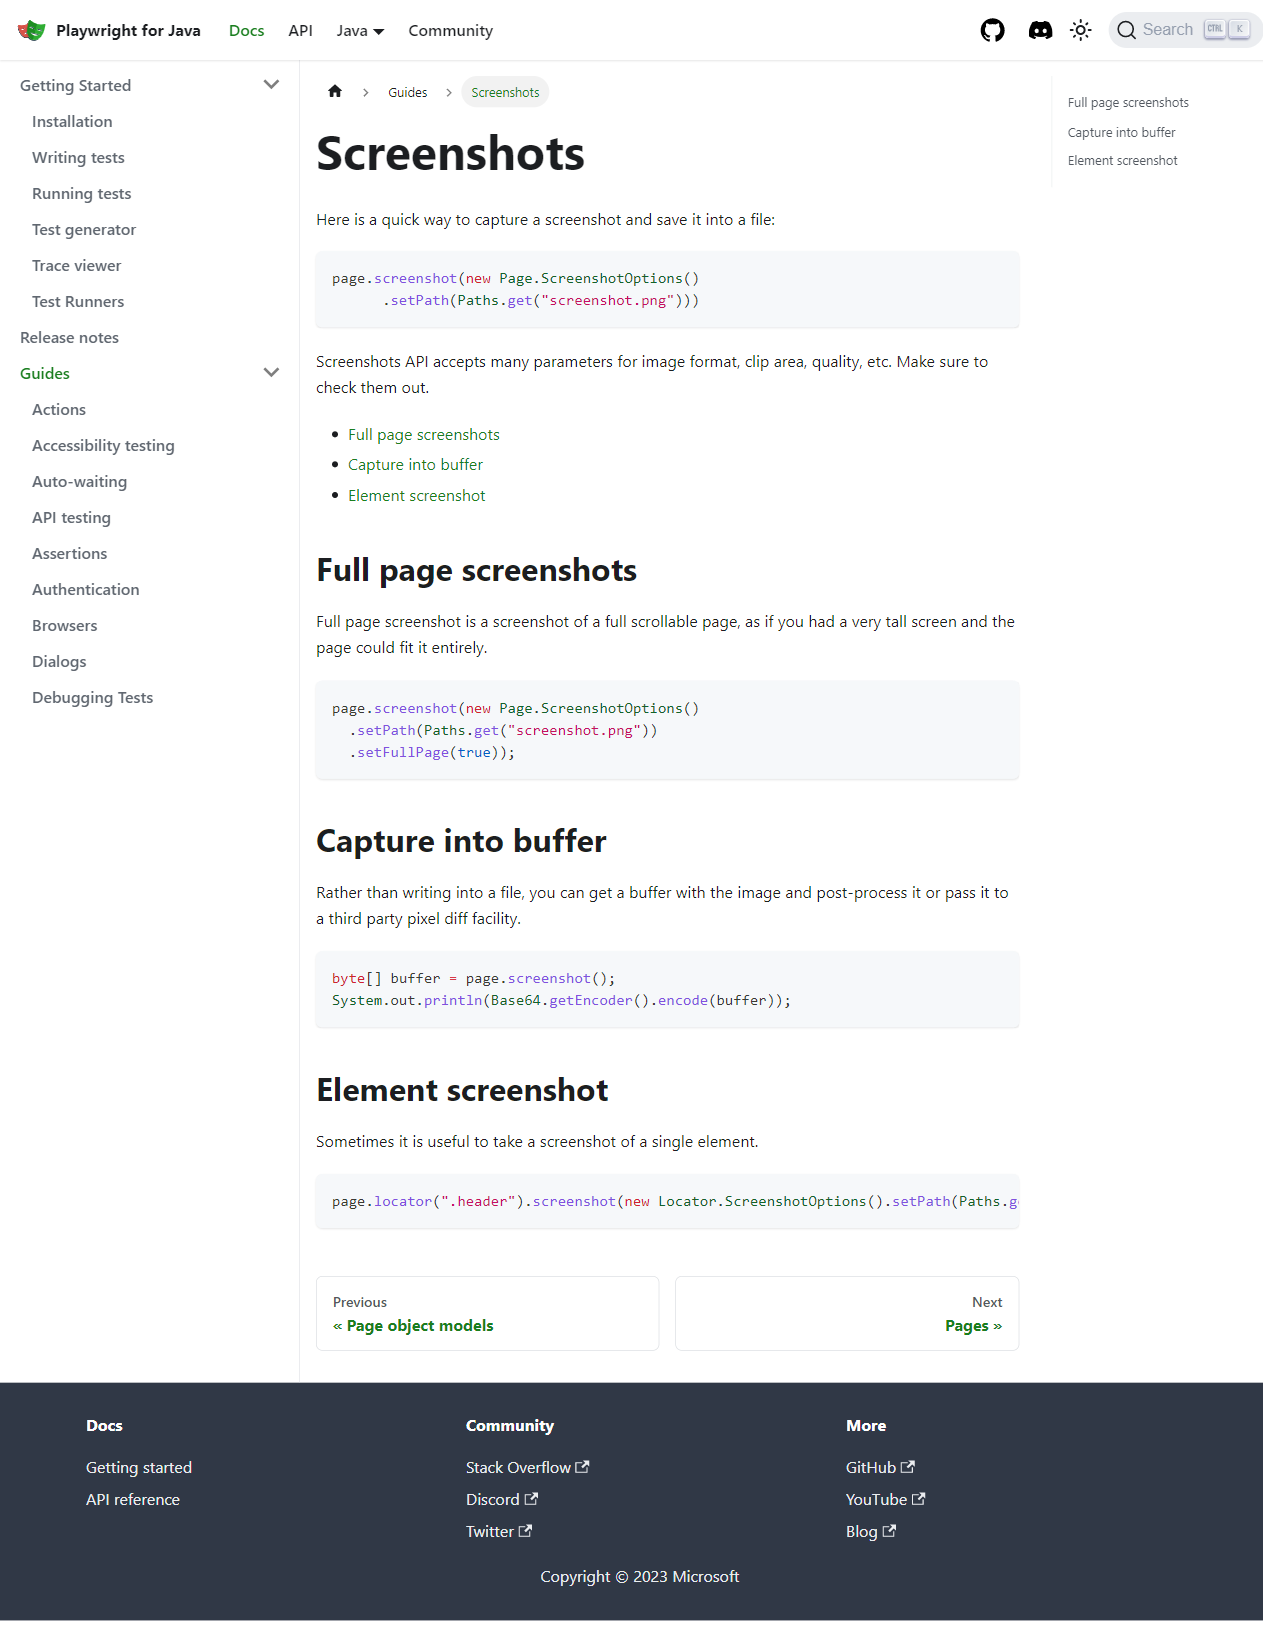 Playwright for Java Docs API Java Community Search CTRL K
Getting Started
Installation
Writing tests
Running tests
Test generator
Trace viewer
Test Runners
Release notes
Guides
Actions
Accessibility testing
Auto-waiting
API testing
Assertions
Authentication
Browsers
Dialogs
Debugging Tests
Guides Screenshots
Screenshots
Here is a quick way to capture a screenshot and save it into a file:
page.screenshot(new Page.ScreenshotOptions()
      .setPath(Paths.get("screenshot.png")))
Screenshots API accepts many parameters for image format, clip area, quality, etc. Make sure to
check them out.
Full page screenshots
Capture into buffer
Element screenshot
Full page screenshots
Full page screenshot is a screenshot of a full scrollable page, as if you had a very tall screen and the
page could fit it entirely.
page.screenshot(new Page.ScreenshotOptions()
  .setPath(Paths.get("screenshot.png"))
  .setFullPage(true));
Capture into buffer
Rather than writing into a file, you can get a buffer with the image and post-process it or pass it to
a third party pixel diff facility.
byte[] buffer = page.screenshot();
System.out.println(Base64.getEncoder().encode(buffer));
Element screenshot
Sometimes it is useful to take a screenshot of a single element.
page.locator(".header").screenshot(new Locator.ScreenshotOptions().setPath(Paths.g
Previous
« Page object models
Next
Pages »
Full page screenshots
Capture into buffer
Element screenshot
Docs
Getting started
API reference
Community
Stack Overflow
Discord
Twitter
More
GitHub
YouTube
Blog
Copyright © 2023 Microsoft